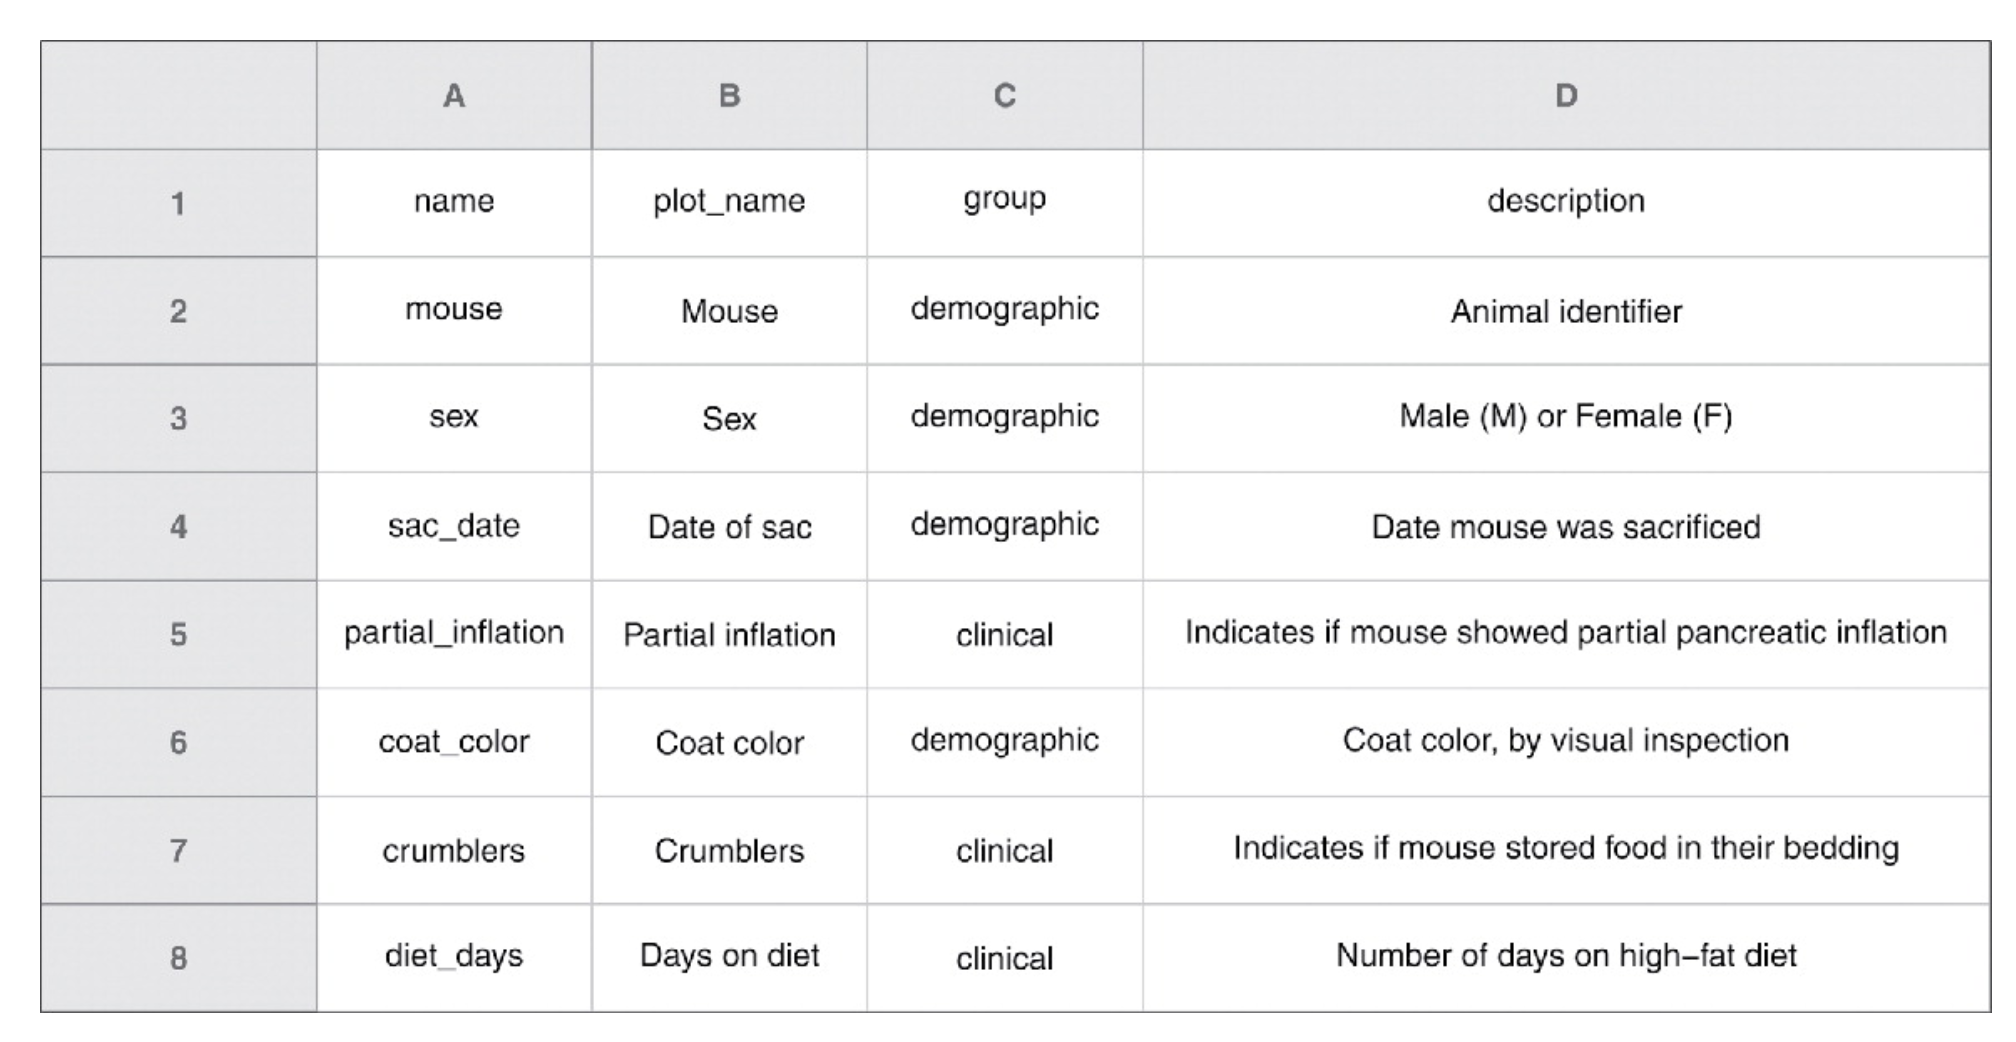 A B C D
1 name plot_name group description
2 mouse Mouse demographic Animal identifier
3 sex Sex demographic Male (M) or Female (F)
4 sac_date Date of sac demographic Date mouse was sacrificed
5 partial_inflation Partial inflation clinical Indicates if mouse showed partial pancreatic inflation
6 coat_color Coat color demographic Coat color, by visual inspection
7 crumblers Crumblers clinical Indicates if mouse stored food in their bedding
8 diet_days Days on diet clinical Number of days on high–fat diet